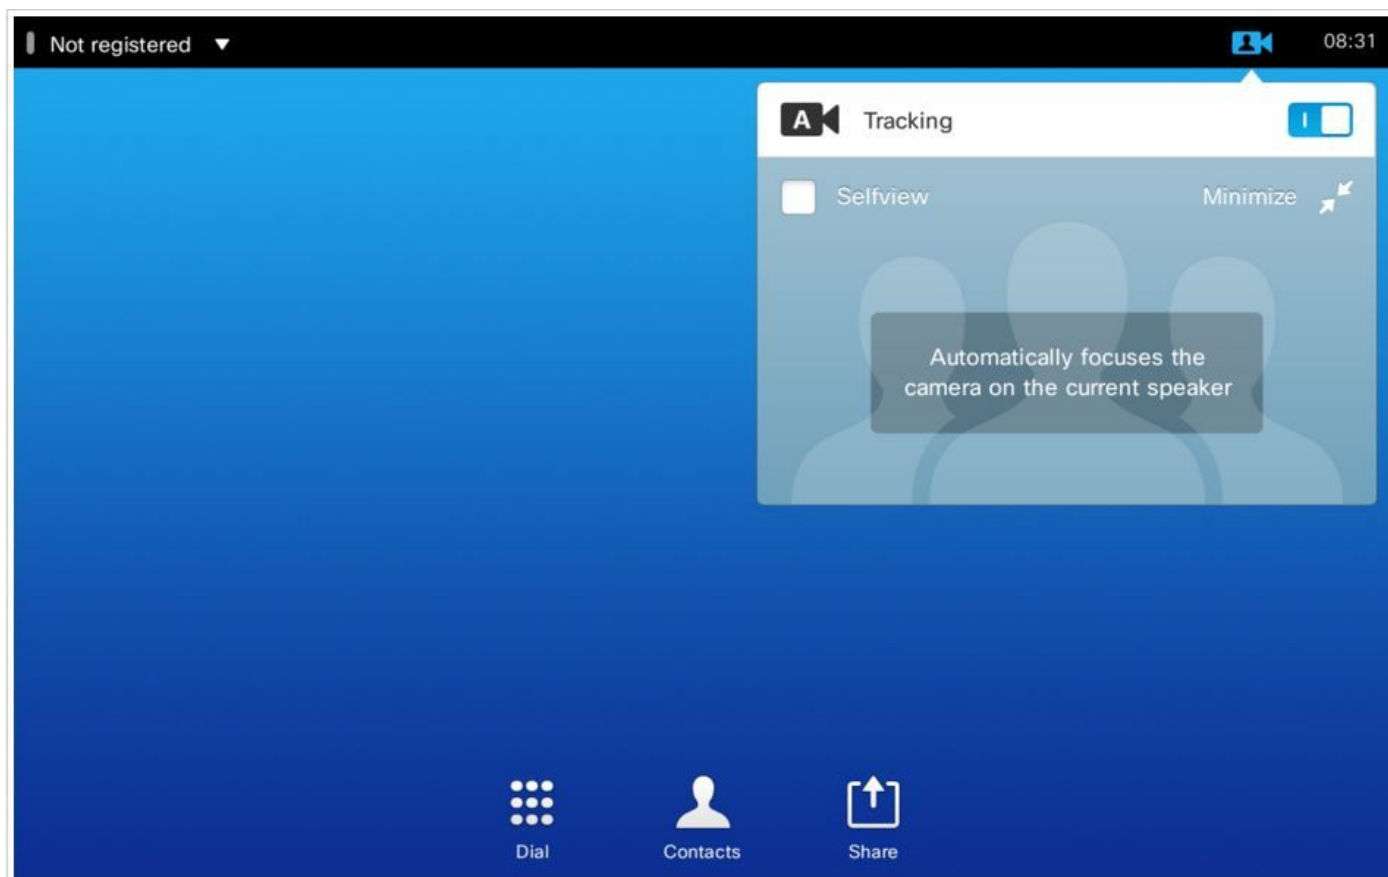 Not registered
08:31
A Tracking
Selfview
Minimize
Automatically focuses the
camera on the current speaker
Dial
Contacts
Share